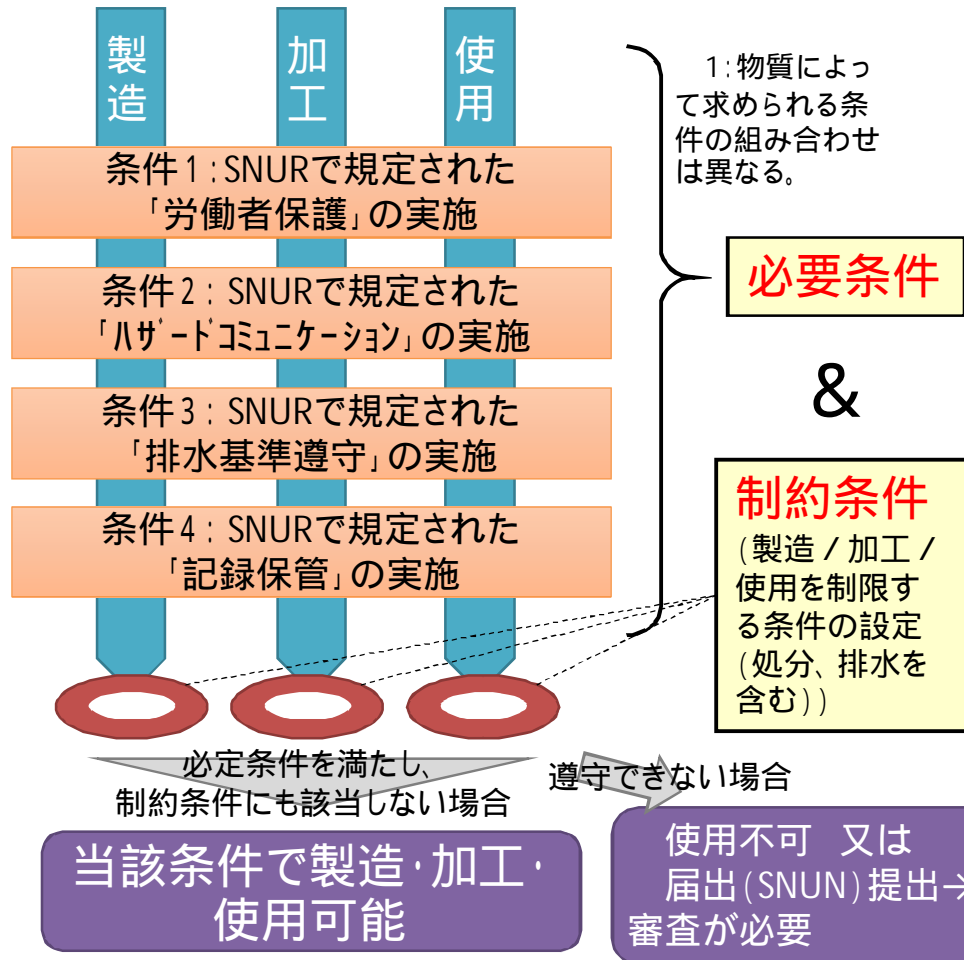 製造
加工
使用
1:物質によっ
て求められる条
件の組み合わせ
は異なる。
条件1:SNURで規定された
「労働者保護」の実施
条件2:SNURで規定された
「ハザードコミュニケーション」の実施
条件3:SNURで規定された
「排水基準遵守」の実施
条件4:SNURで規定された
「記録保管」の実施
必要条件
&
制約条件
(製造/加工/
使用を制限す
る条件の設定
(処分、排水を
含む))
必定条件を満たし、
制約条件にも該当しない場合
遵守できない場合
当該条件で製造・加工・
使用可能
使用不可 又は
届出(SNUN)提出→
審査が必要